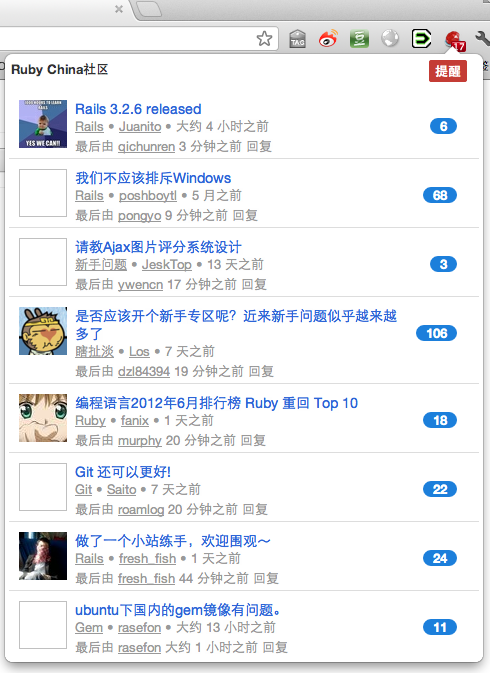 TAG
17
Ruby China社区
提醒
Rails 3.2.6 released
Rails • Juanito • 大约 4 小时之前
最后由 qichunren 3 分钟之前 回复
6
YES WE CAN!!
我们不应该排斥Windows
Rails • poshboytl • 5 月之前
最后由 pongyo 9 分钟之前 回复
68
请教Ajax图片评分系统设计
新手问题 • JeskTop • 13 天之前
最后由 ywencn 17 分钟之前 回复
3
是否应该开个新手专区呢？近来新手问题似乎越来越
多了
瞎扯淡 • Los • 7 天之前
最后由 dzl84394 19 分钟之前 回复
106
编程语言2012年6月排行榜 Ruby 重回 Top 10
Ruby • fanix • 1 天之前
最后由 murphy 20 分钟之前 回复
18
Git 还可以更好!
Git • Saito • 7 天之前
最后由 roamlog 20 分钟之前 回复
22
做了一个小站练手，欢迎围观～
Rails • fresh_fish • 1 天之前
最后由 fresh_fish 44 分钟之前 回复
24
ubuntu下国内的gem镜像有问题。
Gem • rasefon • 大约 13 小时之前
最后由 rasefon 大约 1 小时之前 回复
11